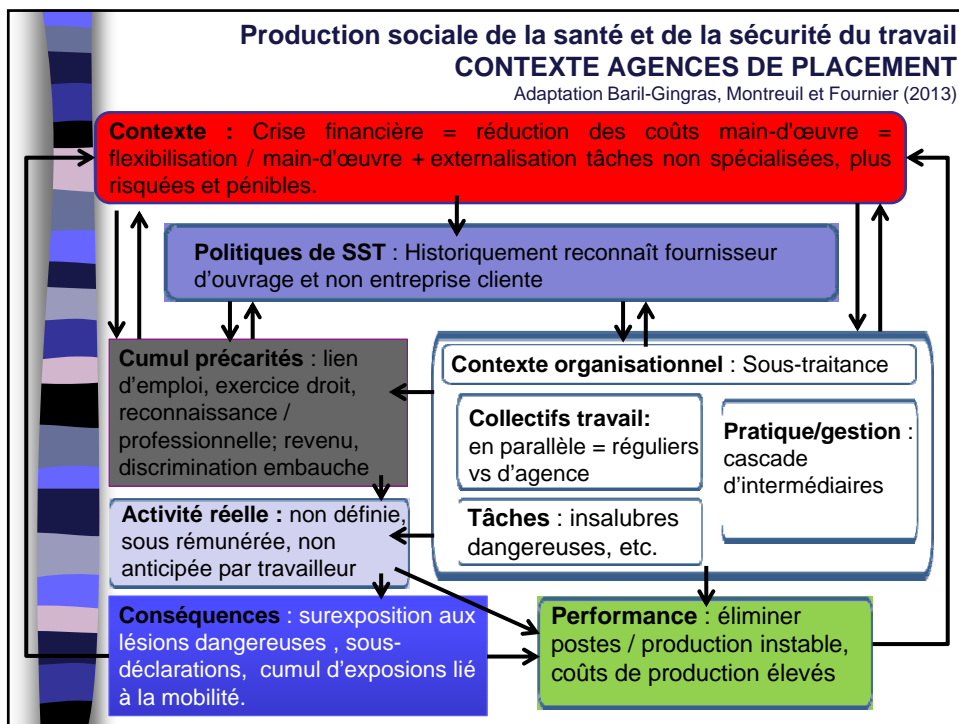 Production sociale de la santé et de la sécurité du travail
CONTEXTE AGENCES DE PLACEMENT
Adaptation Baril-Gingras, Montreuil et Fournier (2013)
Contexte : Crise financière = réduction des coûts main-d'œuvre =
flexibilisation / main-d'œuvre + externalisation tâches non spécialisées, plus
risquées et pénibles.
Politiques de SST : Historiquement reconnaît fournisseur
d'ouvrage et non entreprise cliente
Cumul précarités : lien
d'emploi, exercice droit,
reconnaissance /
professionnelle; revenu,
discrimination embauche
Contexte organisationnel : Sous-traitance
Collectifs travail:
en parallèle = réguliers
vs d'agence
Pratique/gestion :
cascade
d'intermédiaires
Tâches : insalubres
dangereuses, etc.
Activité réelle : non définie,
sous rémunérée, non
anticipée par travailleur
Conséquences : surexposition aux
lésions dangereuses , sous-
déclarations, cumul d'exposions lié
à la mobilité.
Performance : éliminer
postes / production instable,
coûts de production élevés